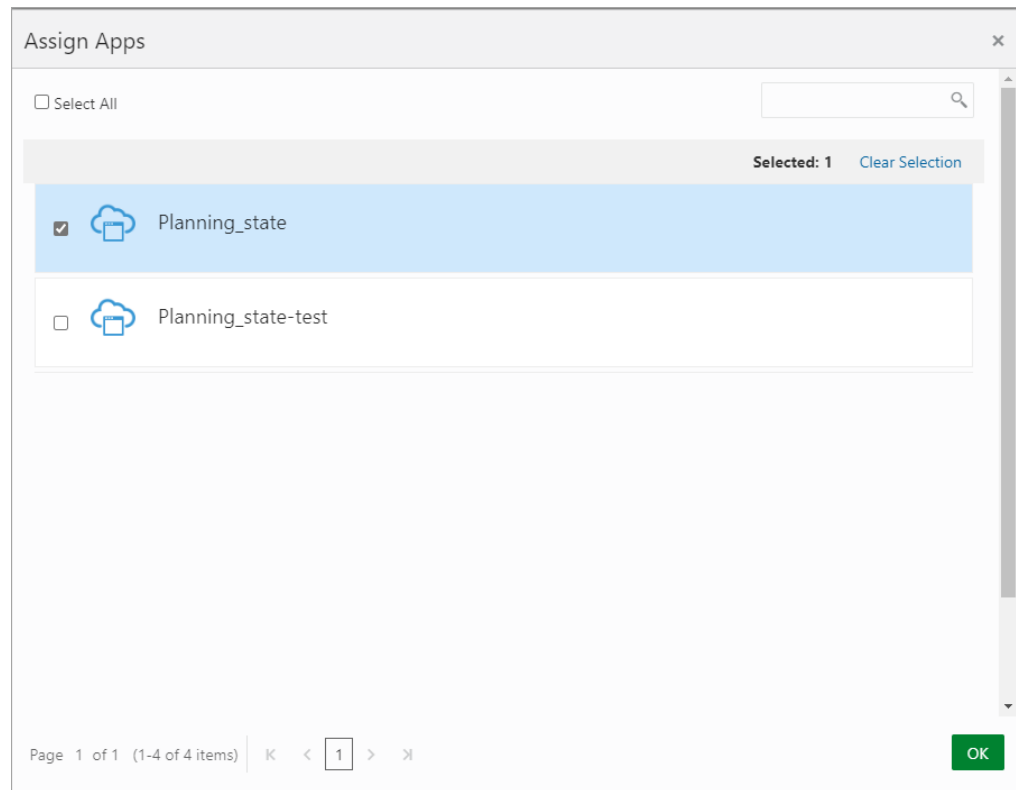 Assign Apps
Select All
Selected: 1 Clear Selection
Planning_state
Planning_state-test
Page 1 of 1 (1-4 of 4 items) 1
OK